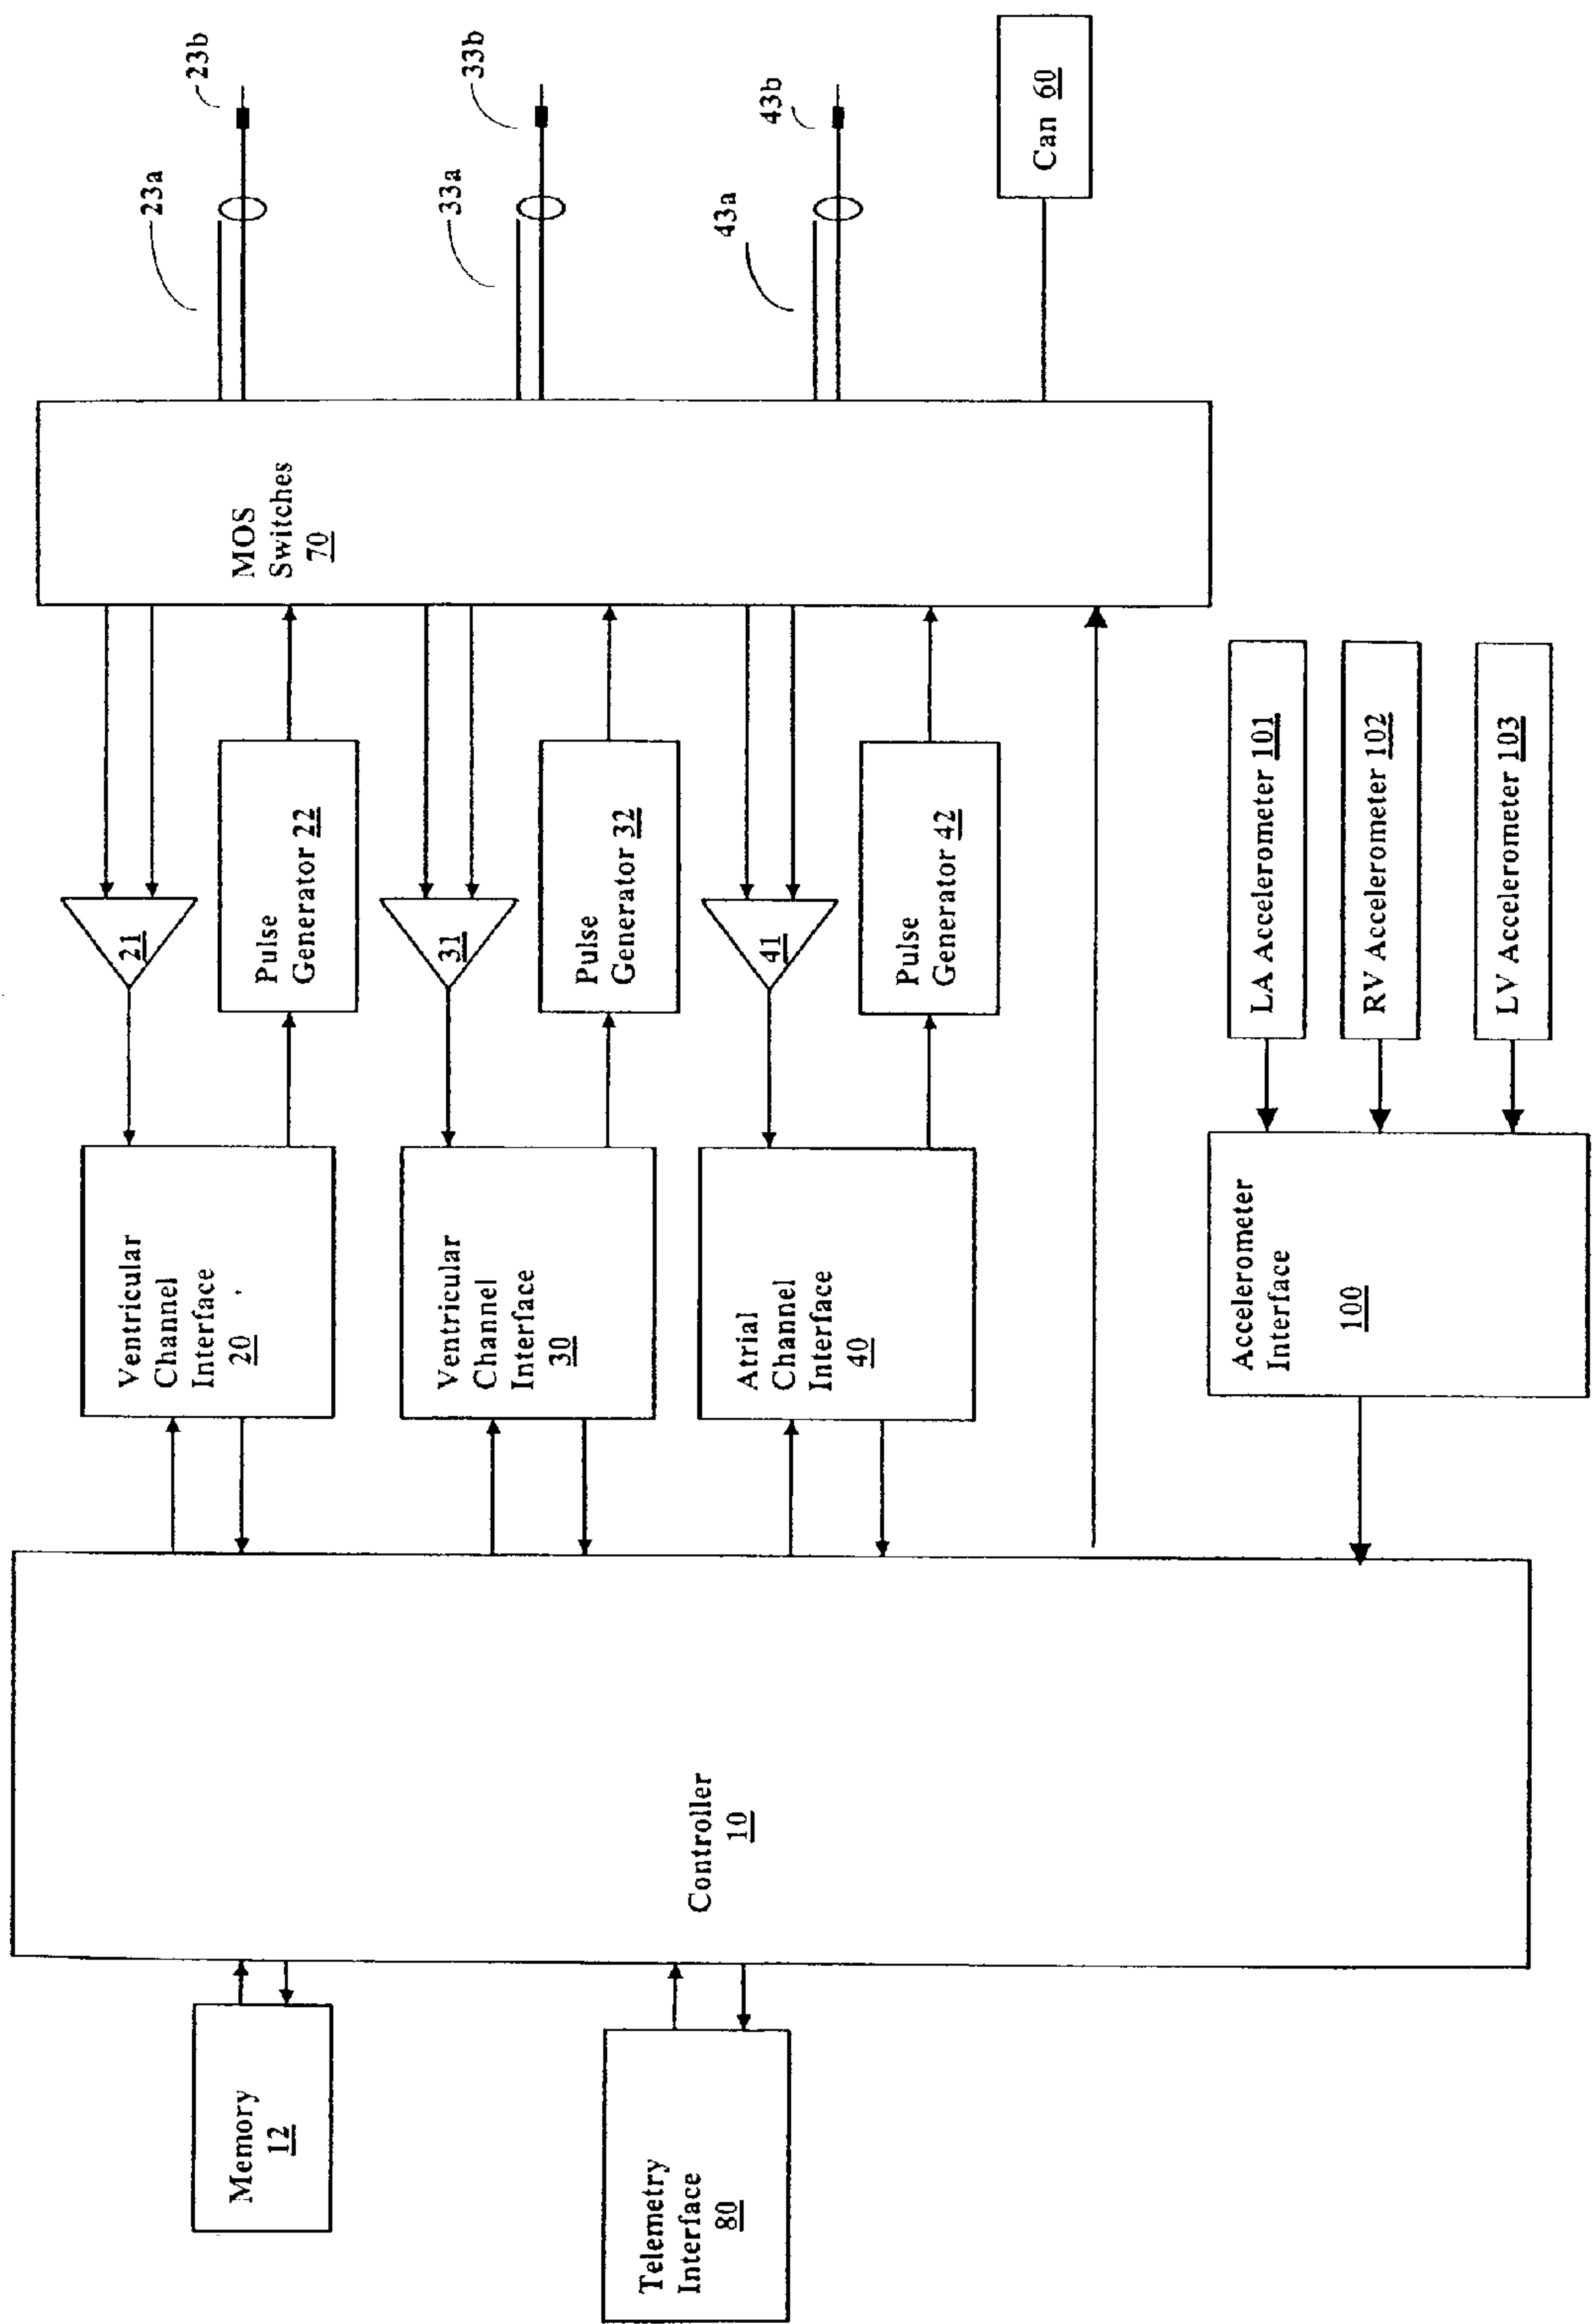 Memory
12
Telemetry
Interface
80
Controller
10
Ventricular
Channel
Interface
20
Ventricular
Channel
Interface
30
Atrial
Channel
Interface
40
Accelerometer
Interface
100
21
Pulse
Generator 22
31
Pulse
Generator 32
41
Pulse
Generator 42
LA Accelerometer 101
RV Accelerometer 102
LV Accelerometer 103
MOS
Switches
70
23a
23b
33a
33b
43a
43b
Can 60